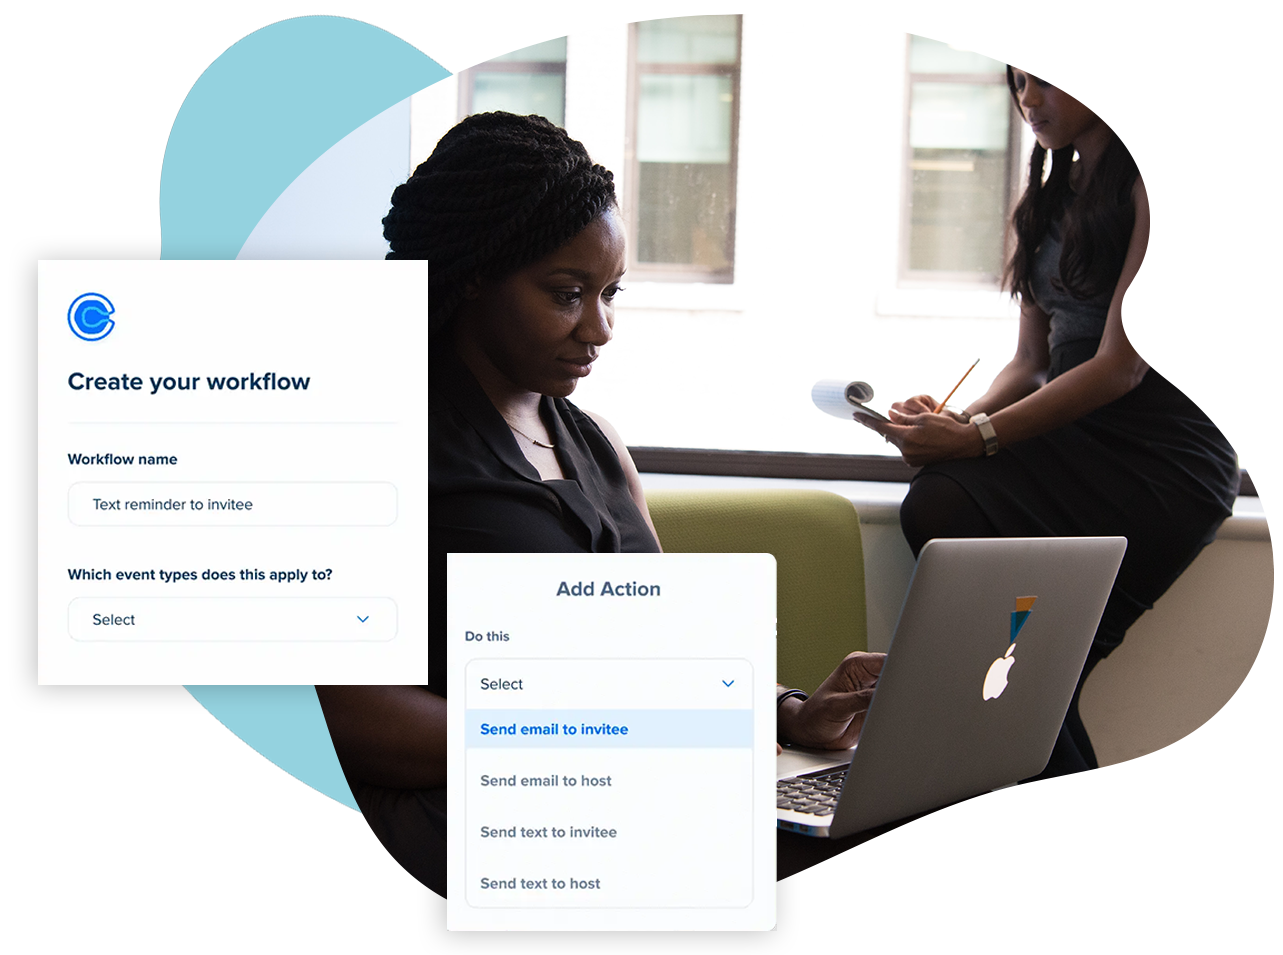 Create your workflow
Workflow name
Text reminder to invitee
Which event types does this apply to?
Select
Add Action
Do this
Select
Send email to invitee
Send email to host
Send text to invitee
Send text to host